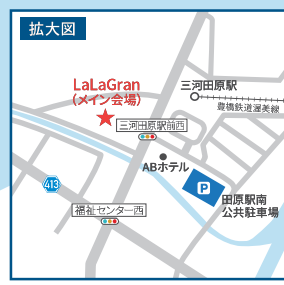 拡大図
LaLaGran
（メイン会場）
三河田原駅
豊橋鉄道渥美線
三河田原駅前西
ABホテル
413
P
田原駅南
公共駐車場
福祉センター西